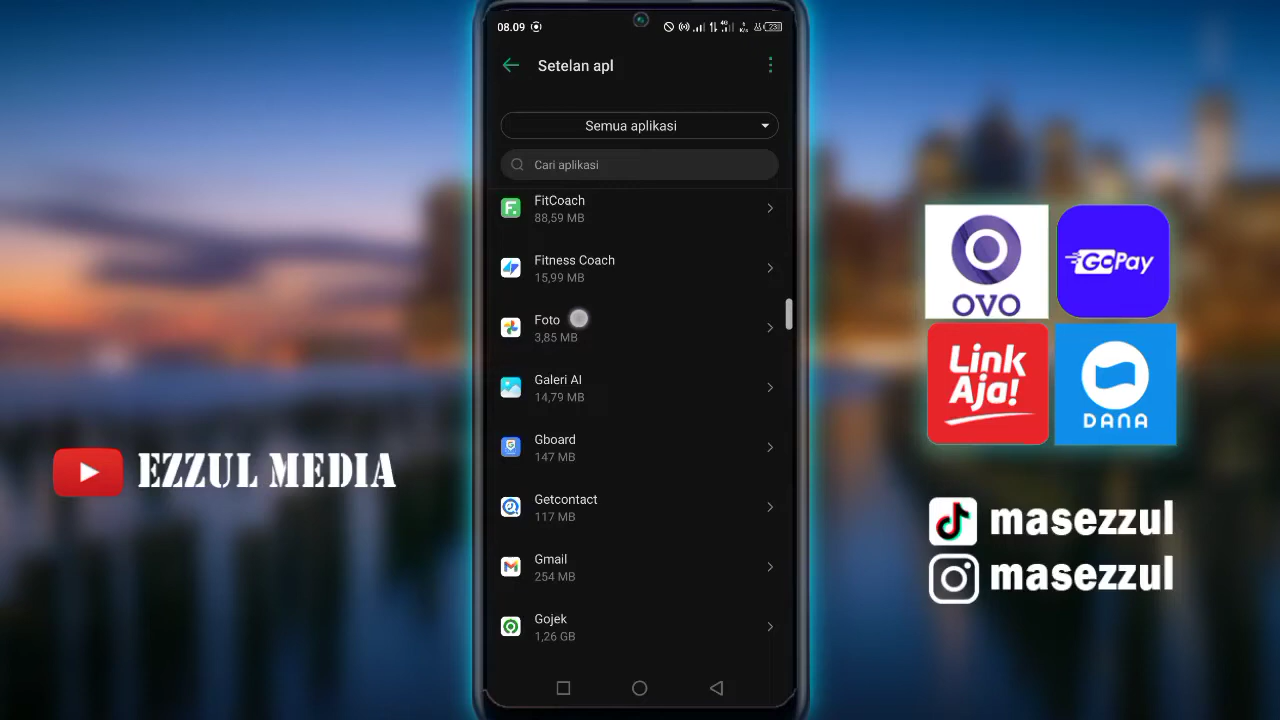 08.09
4G
K/s
23
Setelan apl
Semua aplikasi
Cari aplikasi
FitCoach
88,59 MB
Fitness Coach
15,99 MB
Foto
3,85 MB
Galeri AI
14,79 MB
Gboard
147 MB
Getcontact
117 MB
Gmail
254 MB
Gojek
1,26 GB
EZZUL MEDIA
OVO
GoPay
Link
Aja!
DANA
masezzul
masezzul